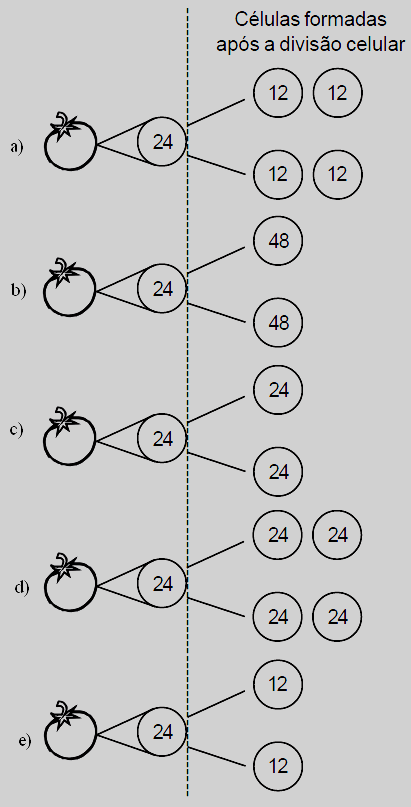 Células formadas
após a divisão celular
12 12
a) 24
12 12
48
b) 24
48
24
c) 24
24
24 24
d) 24
24 24
12
e) 24
12